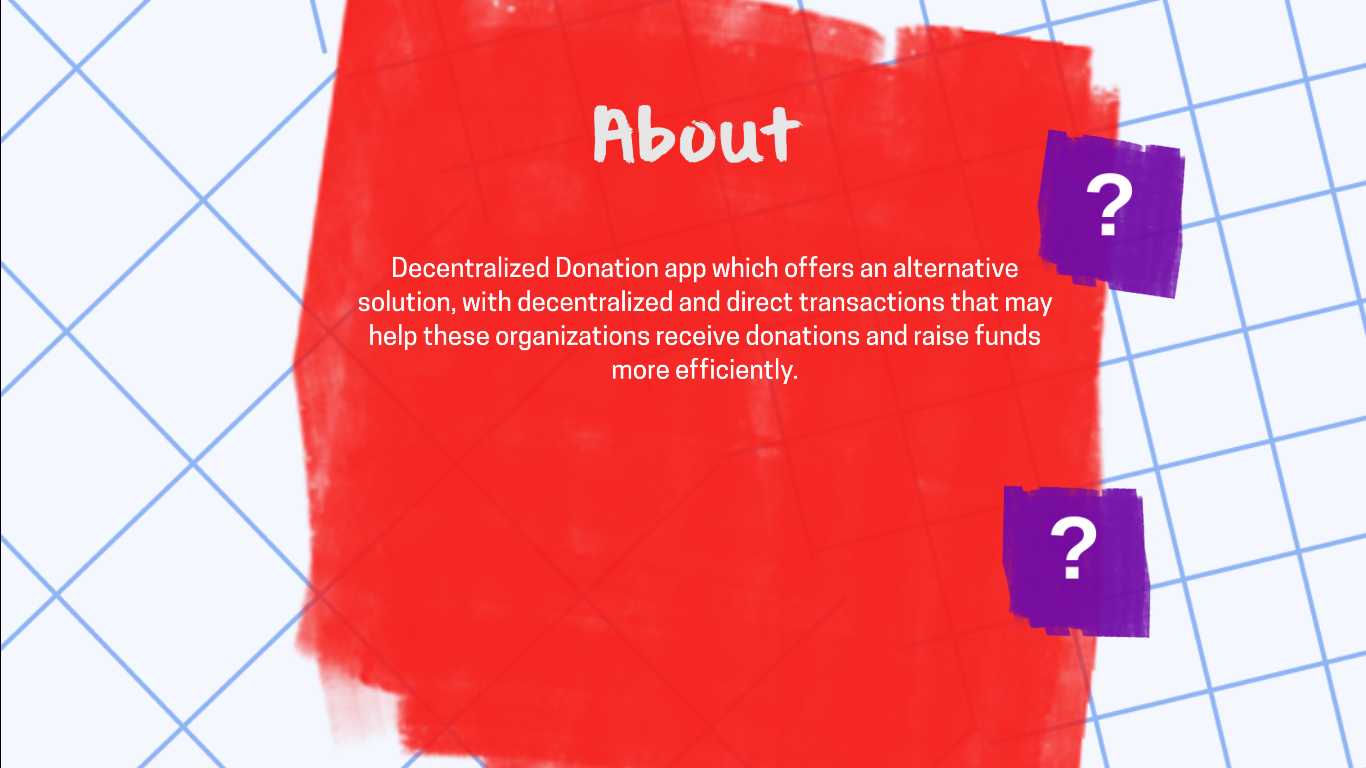 About
?
Decentralized Donation app which offers an alternative
solution, with decentralized and direct transactions that may
help these organizations receive donations and raise funds
more efficiently.
?